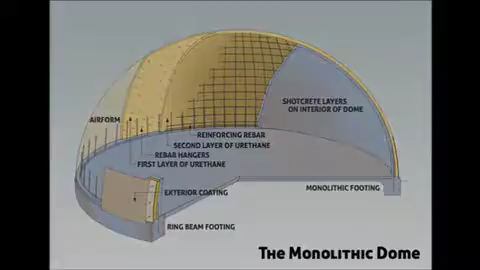 SHOTCRETE LAYERS
ON INTERIOR OF DOME
AIRFORM
REINFORCING REBAR
SECOND LAYER OF URETHANE
REBAR HANGERS
FIRST LAYER OF URETHANE
EXTERIOR COATING
MONOLITHIC FOOTING
RING BEAM FOOTING
The Monolithic Dome